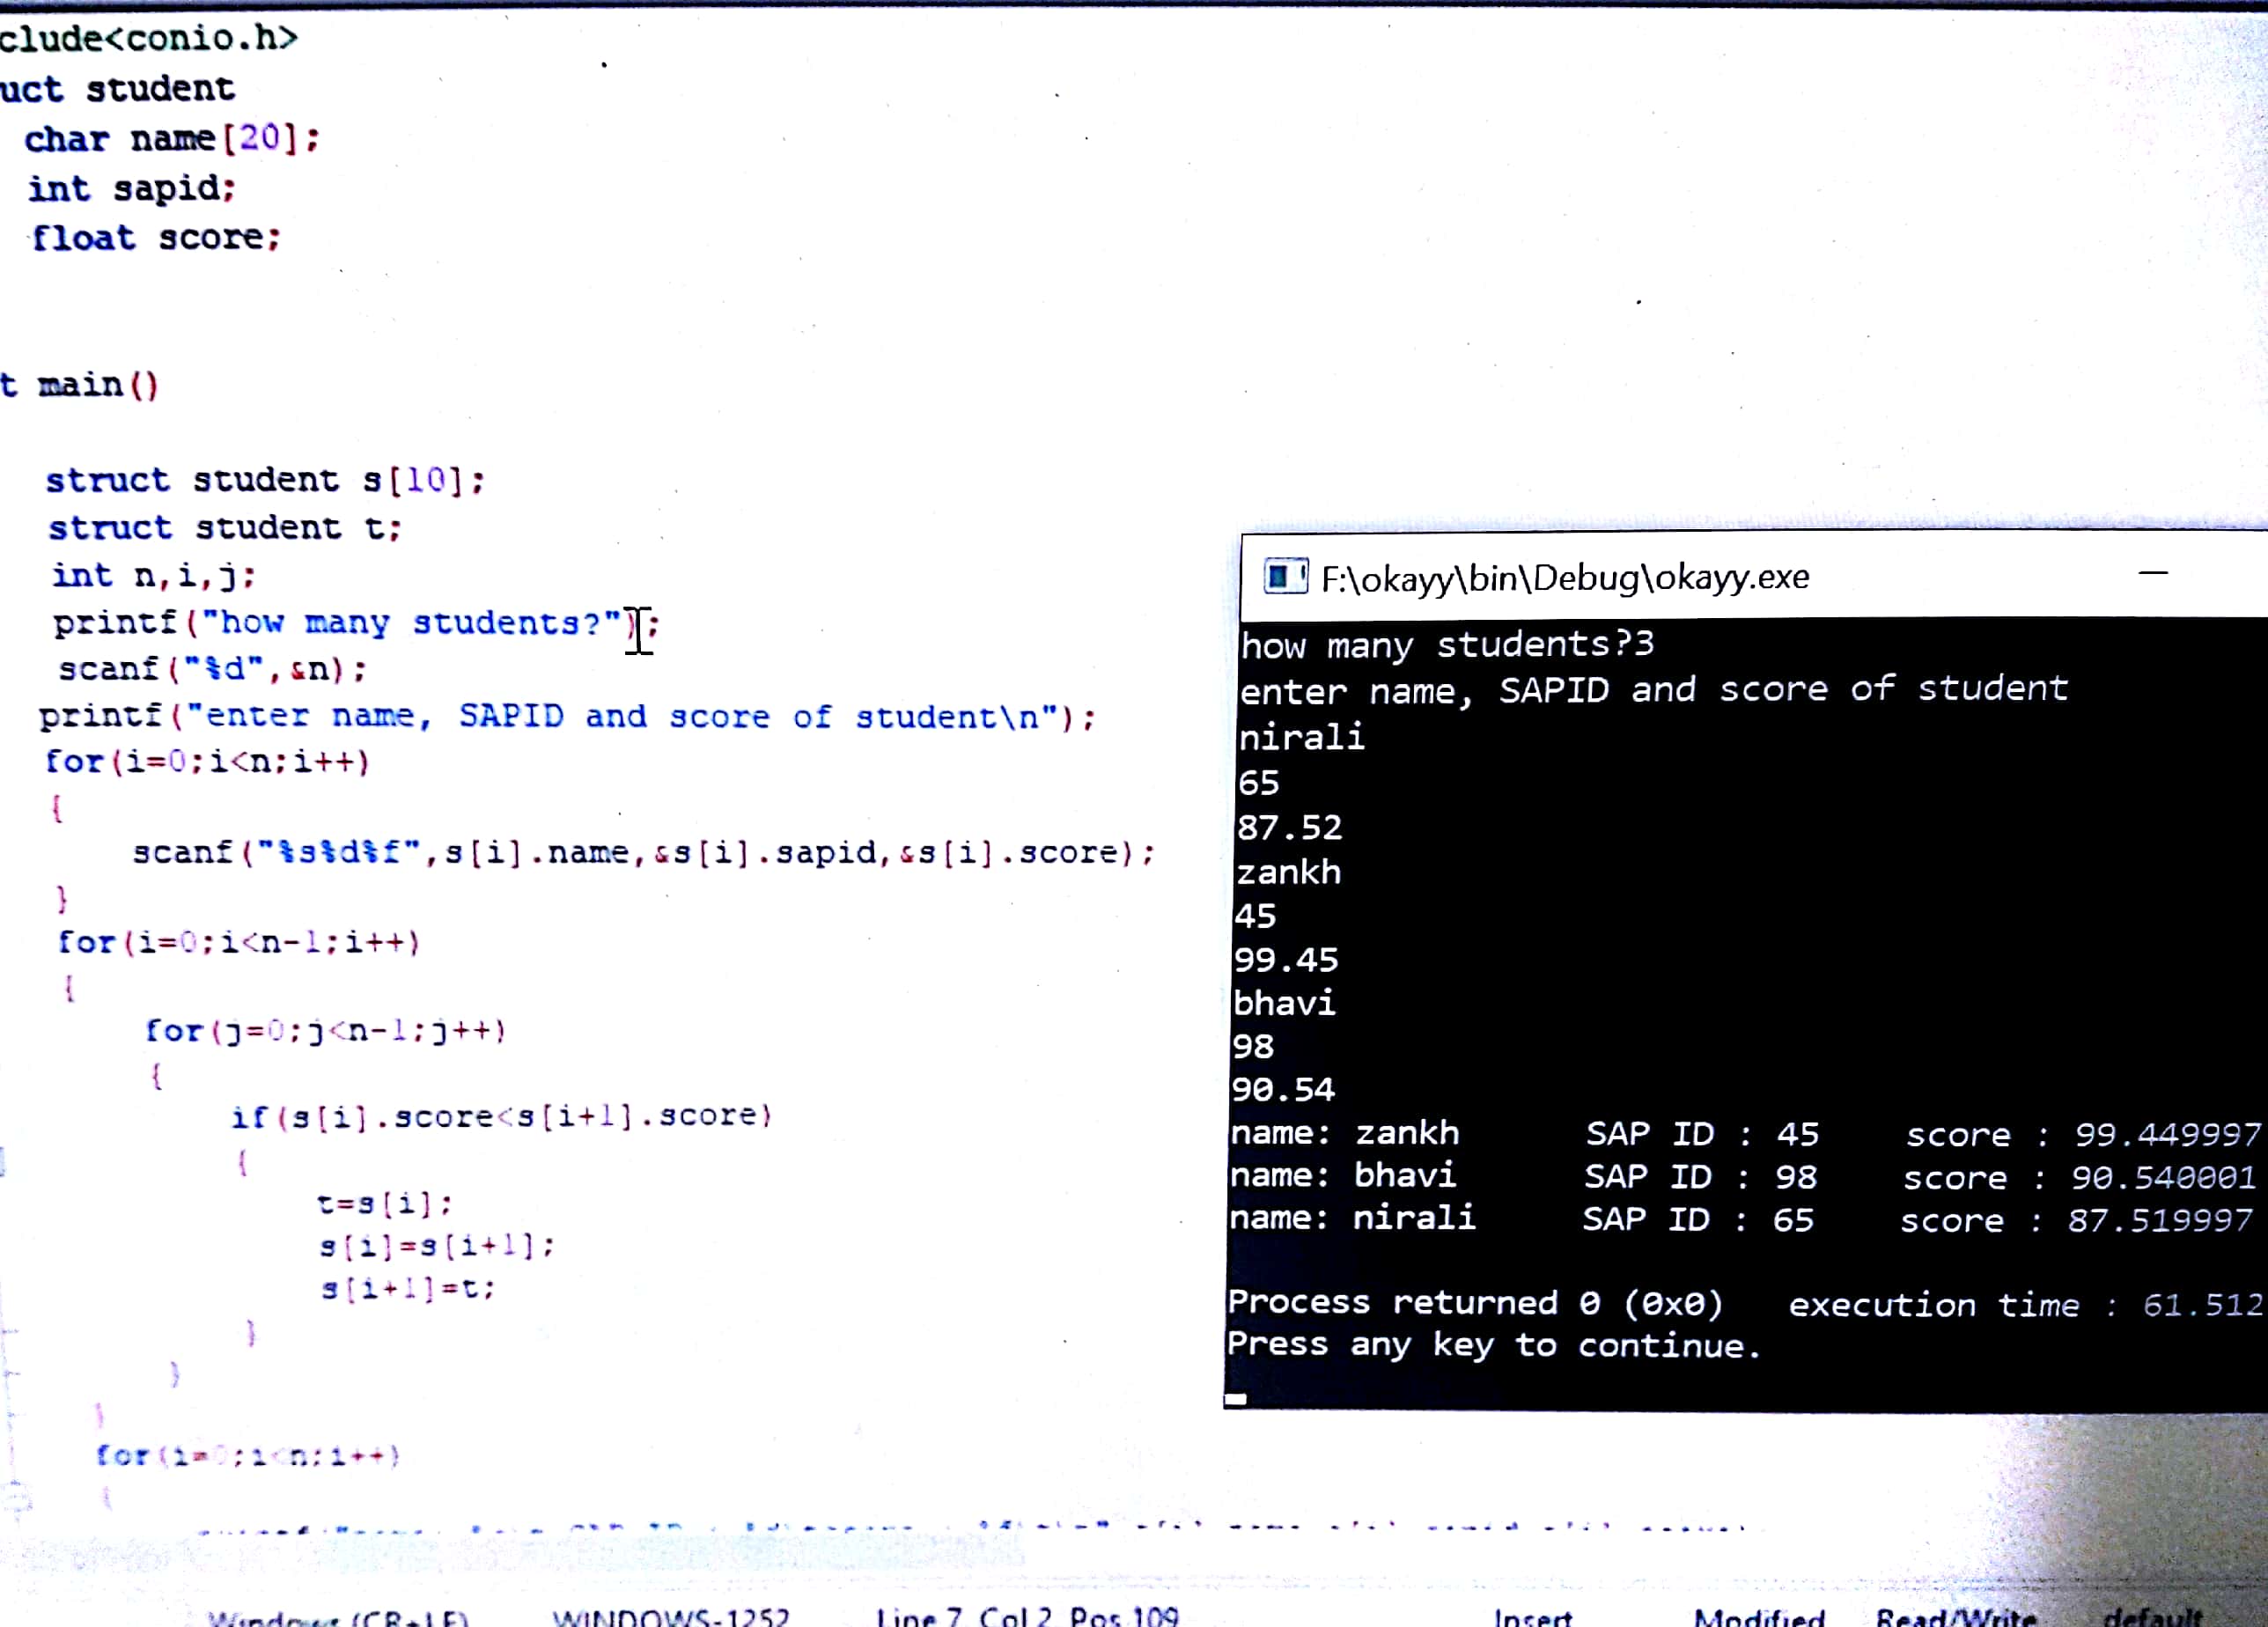 clude<conio.h>
uct student
char name[20];
int sapid;
float score;
t main()
struct student s[10];
struct student t;
int n,i,j;
printf("how many students?");
scanf("%d",&n);
printf("enter name, SAPID and score of student\n");
for(i=0;i<n;i++)
{
scanf("%s%d%f",s[i].name,&s[i].sapid,&s[i].score);
}
for(i=0;i<n-1;i++)
{
for(j=0;j<n-1;j++)
{
if(s[i].score<s[i+1].score)
{
t=s[i];
s[i]=s[i+1];
s[i+1]=t;
}
}
}
for(i=0;i<n;i++)
{
F:\okayy\bin\Debug\okayy.exe
how many students?3
enter name, SAPID and score of student
nirali
65
87.52
zankh
45
99.45
bhavi
98
90.54
name: zankh SAP ID : 45 score : 99.449997
name: bhavi SAP ID : 98 score : 90.540001
name: nirali SAP ID : 65 score : 87.519997
Process returned 0 (0x0) execution time : 61.512
Press any key to continue.
Windows (CR+LF) WINDOWS-1252 Line 7, Col 2, Pos 109 Insert Modified Read/Write default